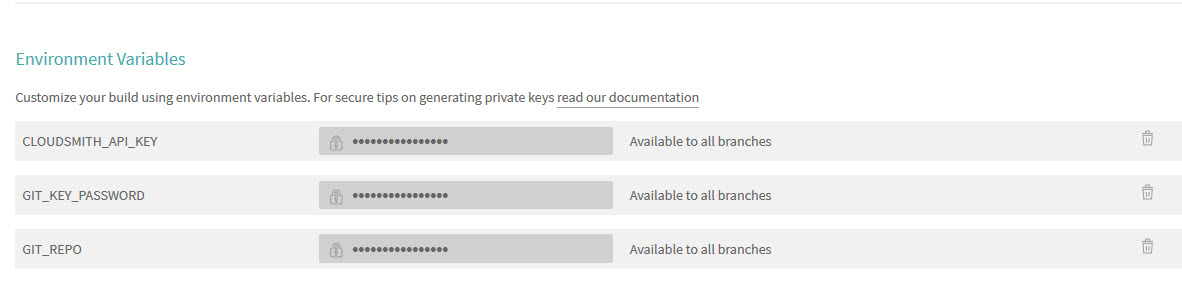 Environment Variables
Customize your build using environment variables. For secure tips on generating private keys read our documentation
CLOUDSMITH_API_KEY •••••••••••••••• Available to all branches
GIT_KEY_PASSWORD •••••••••••••••• Available to all branches
GIT_REPO •••••••••••••••• Available to all branches